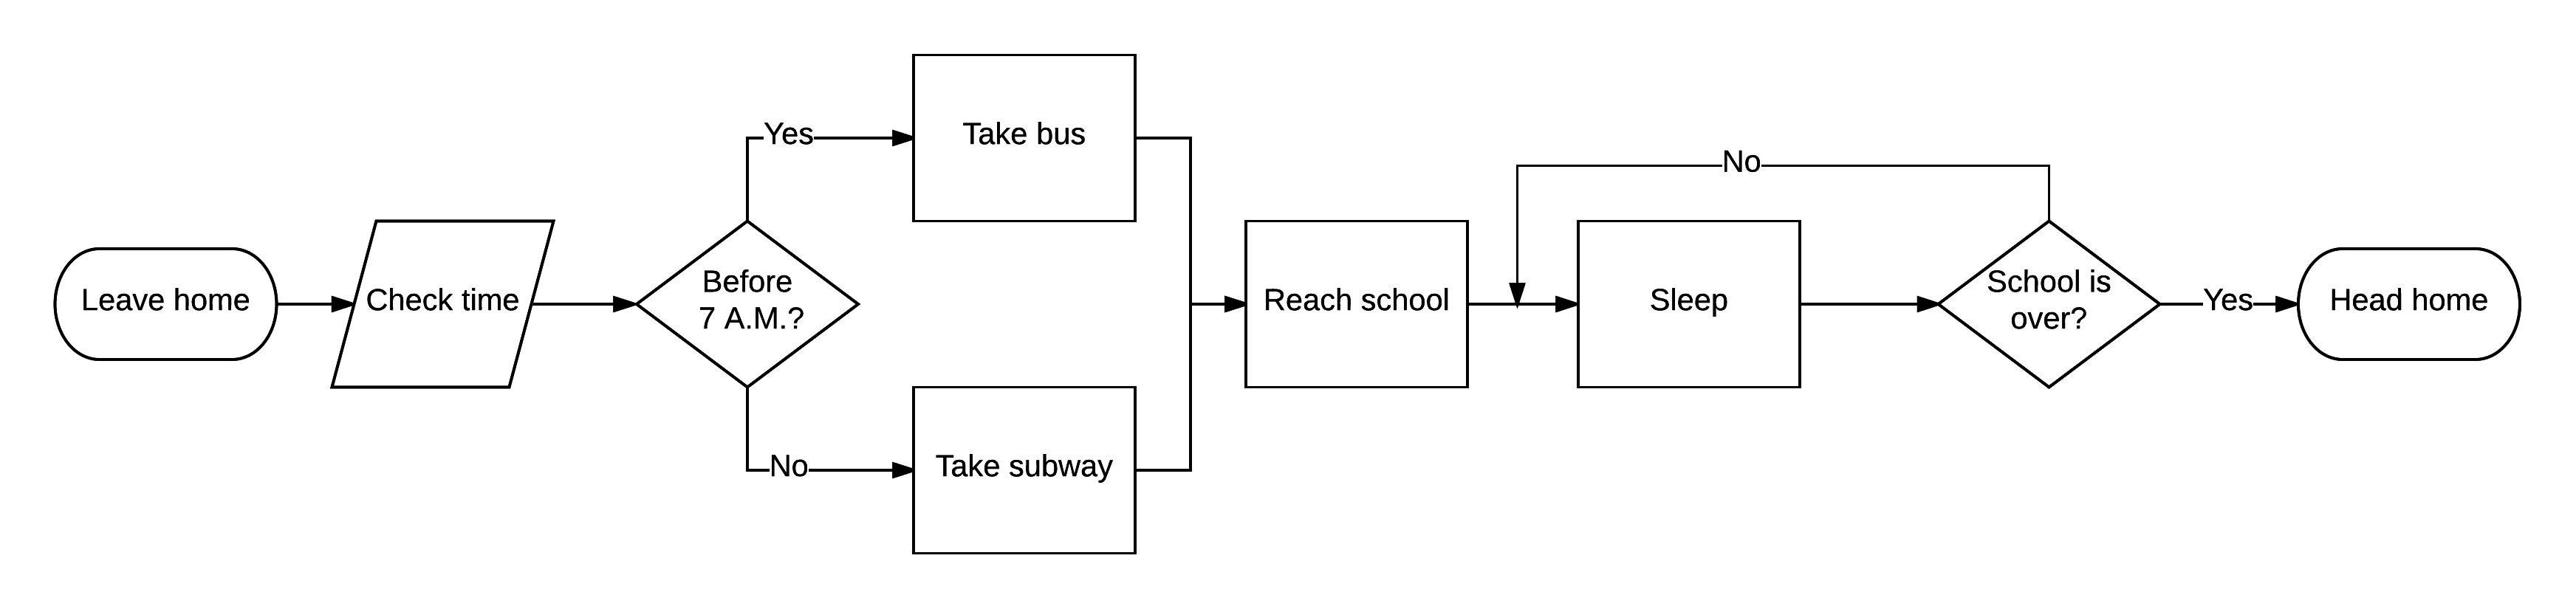 Leave home
Check time
Before
7 A.M.?
Yes
No
Take bus
Take subway
Reach school
No
Sleep
School is
over?
Yes
Head home